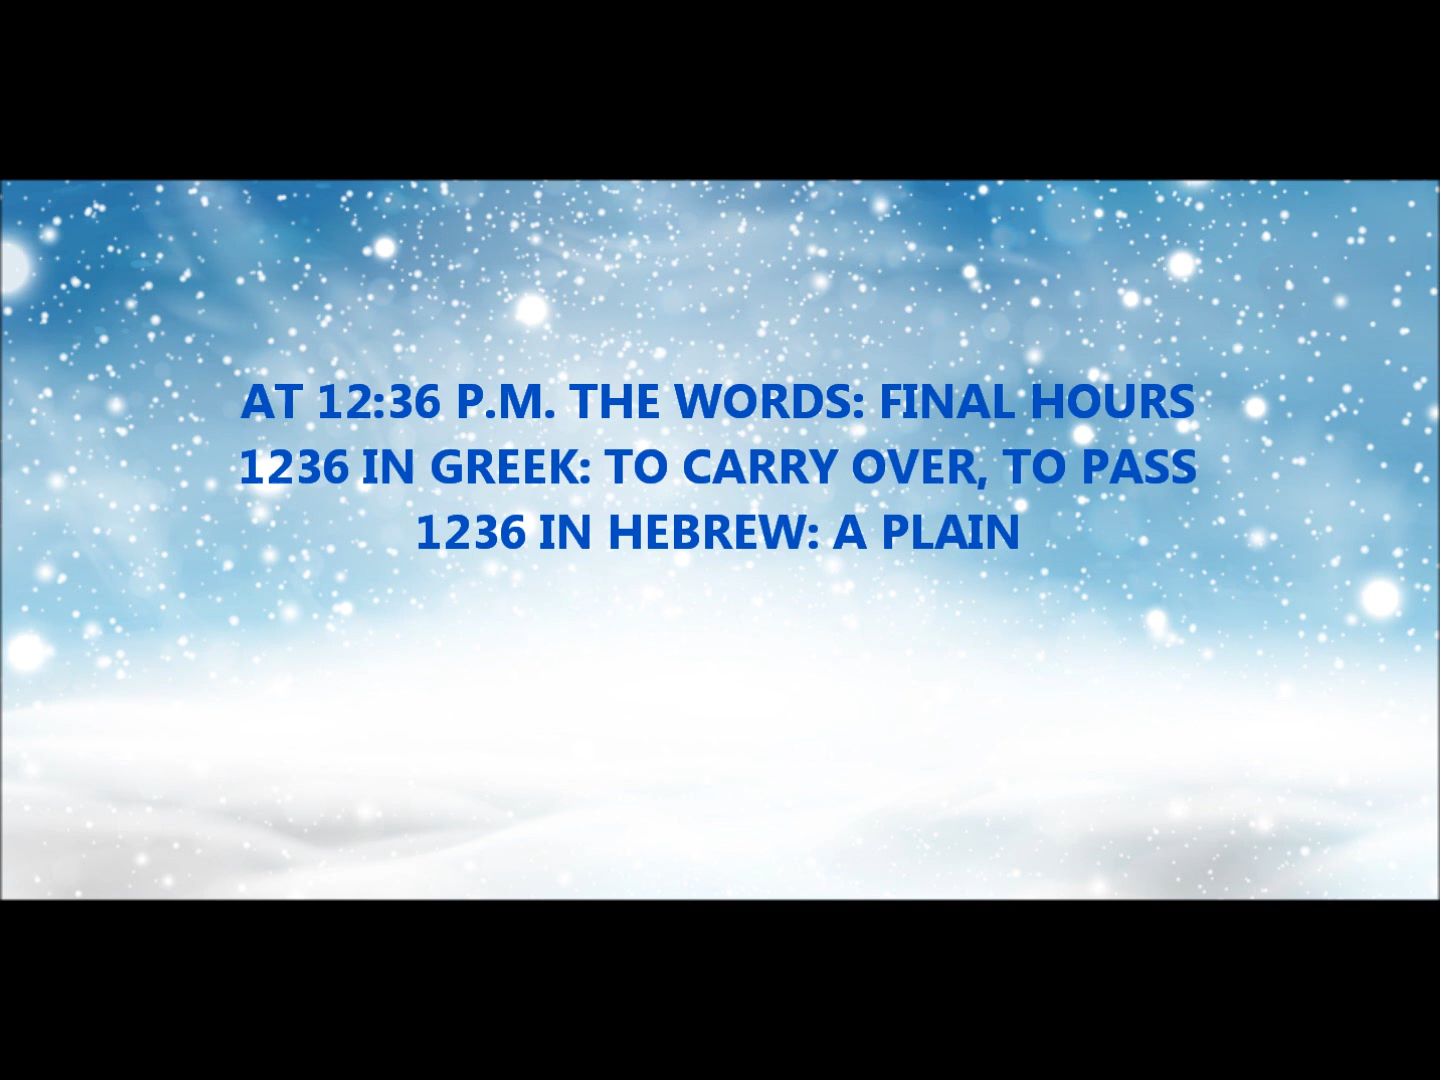 AT 12:36 P.M. THE WORDS: FINAL HOURS
1236 IN GREEK: TO CARRY OVER, TO PASS
1236 IN HEBREW: A PLAIN